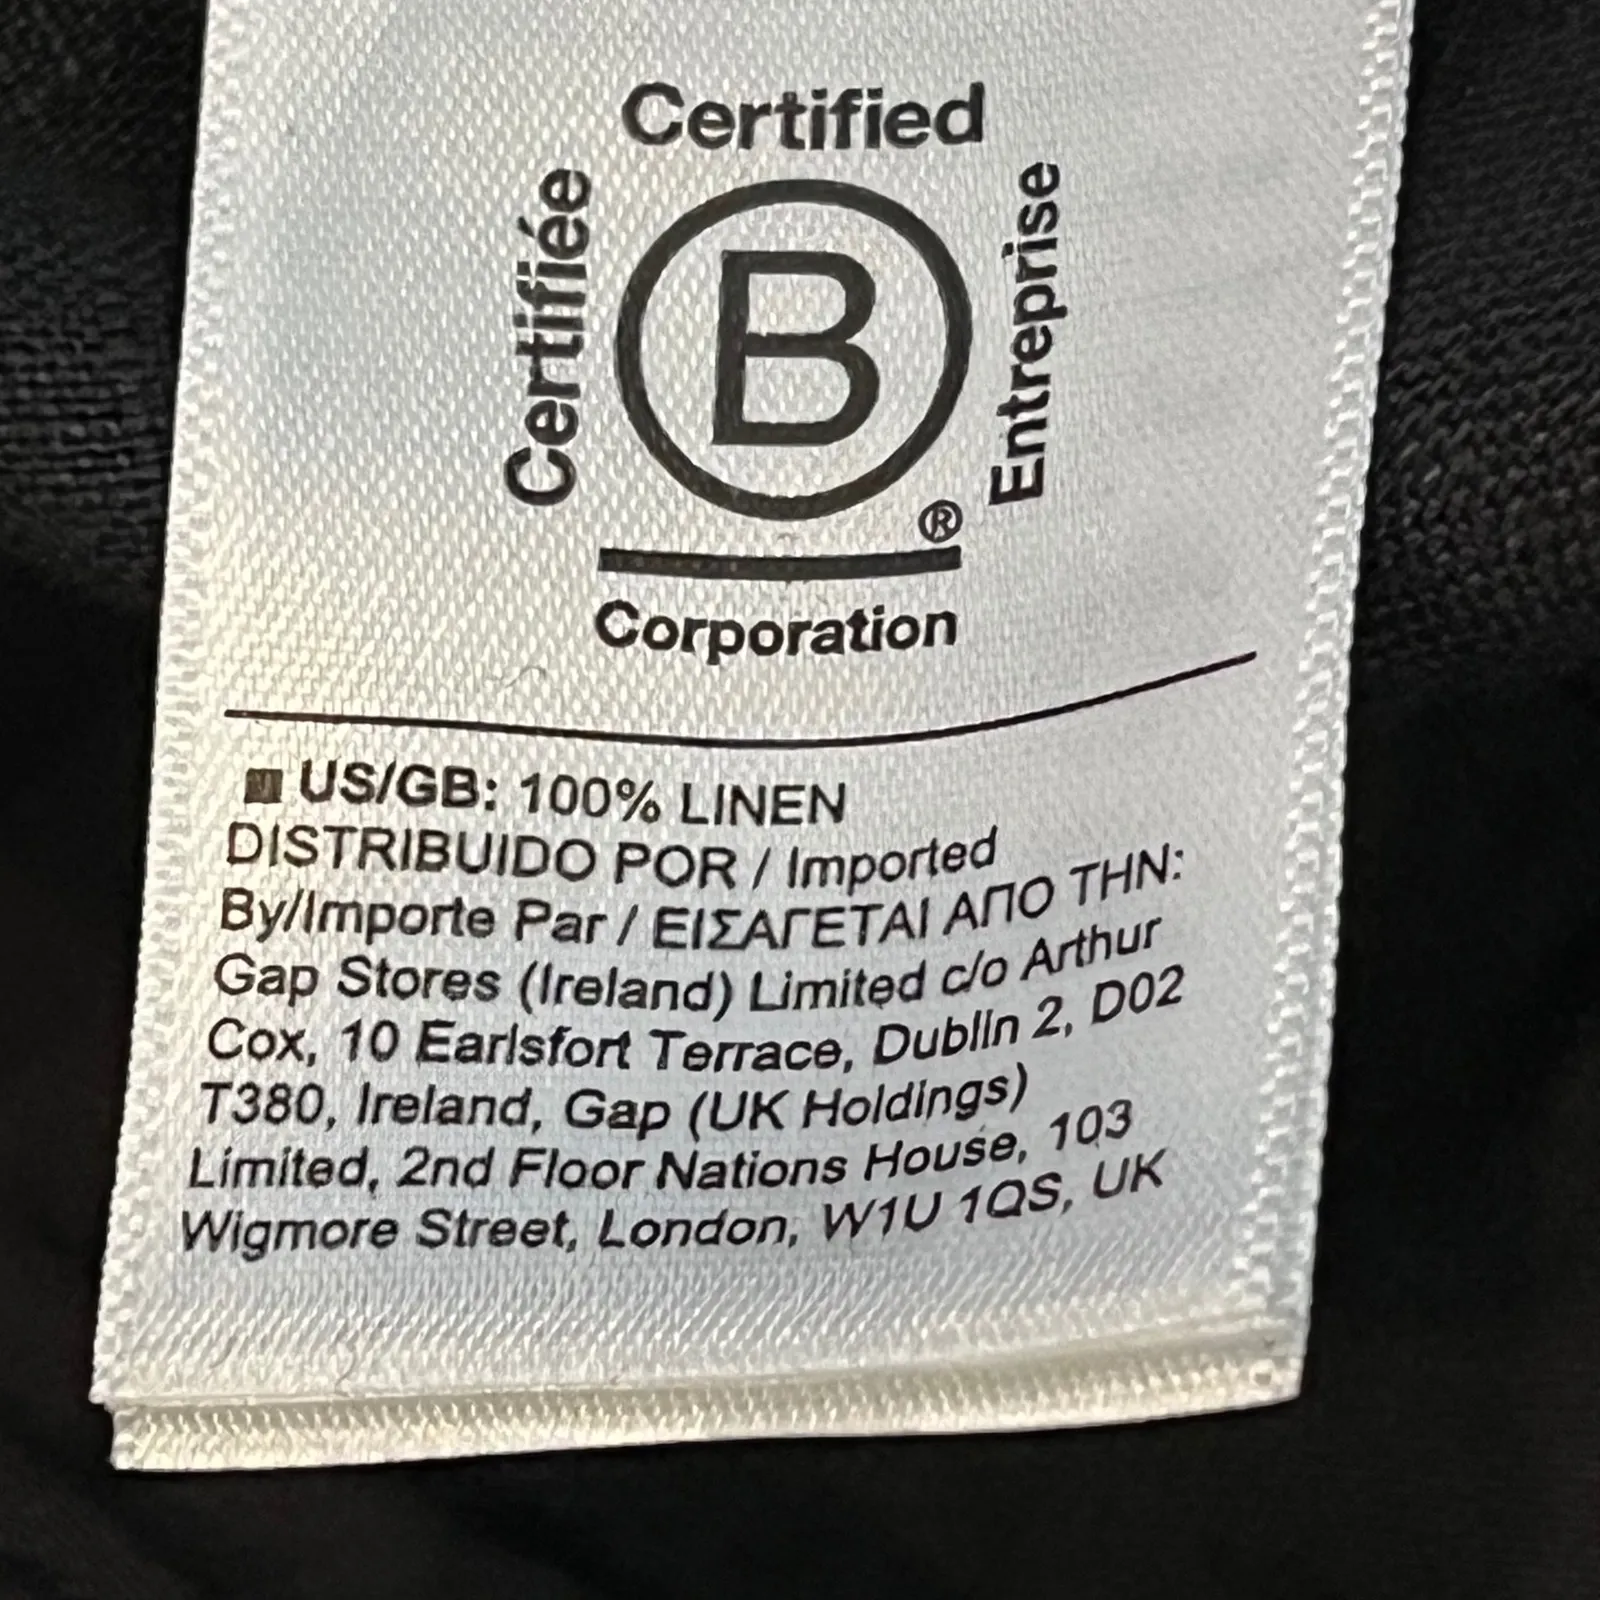 Certified
Certifiée
B
Entreprise
®
Corporation
US/GB: 100% LINEN
DISTRIBUIDO POR / Imported
By/Importe Par / ΕΙΣΑΓΕΤΑΙ ΑΠΟ ΤΗΝ:
Gap Stores (Ireland) Limited c/o Arthur
Cox, 10 Earlsfort Terrace, Dublin 2, D02
T380, Ireland, Gap (UK Holdings)
Limited, 2nd Floor Nations House, 103
Wigmore Street, London, W1U 1QS, UK